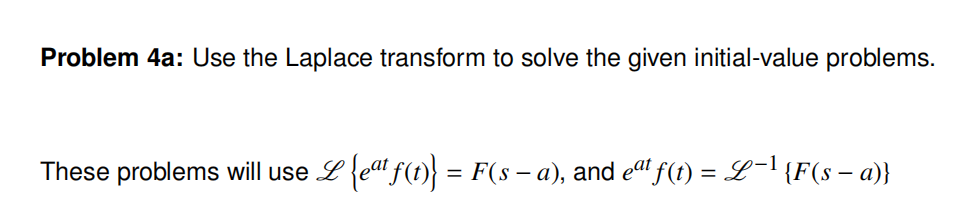 Problem 4a: Use the Laplace transform to solve the given initial-value problems.
These problems will use ℒ{e^{at} f(t)} = F(s − a), and e^{at} f(t) = ℒ^{−1} {F(s − a)}